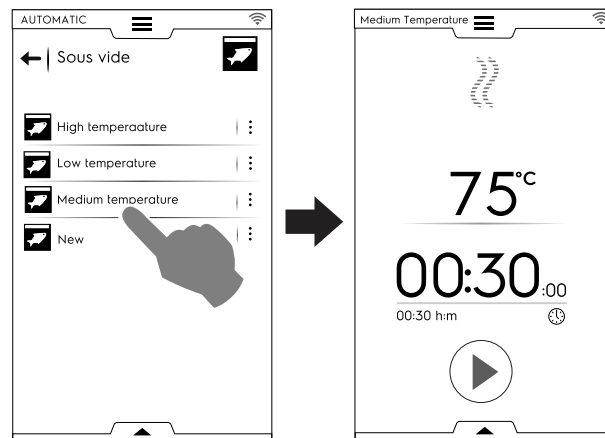 AUTOMATIC
Sous vide
High temperaature
Low temperature
Medium temperature
New
Medium Temperature
75°C
00:30:00
00:30 h:m